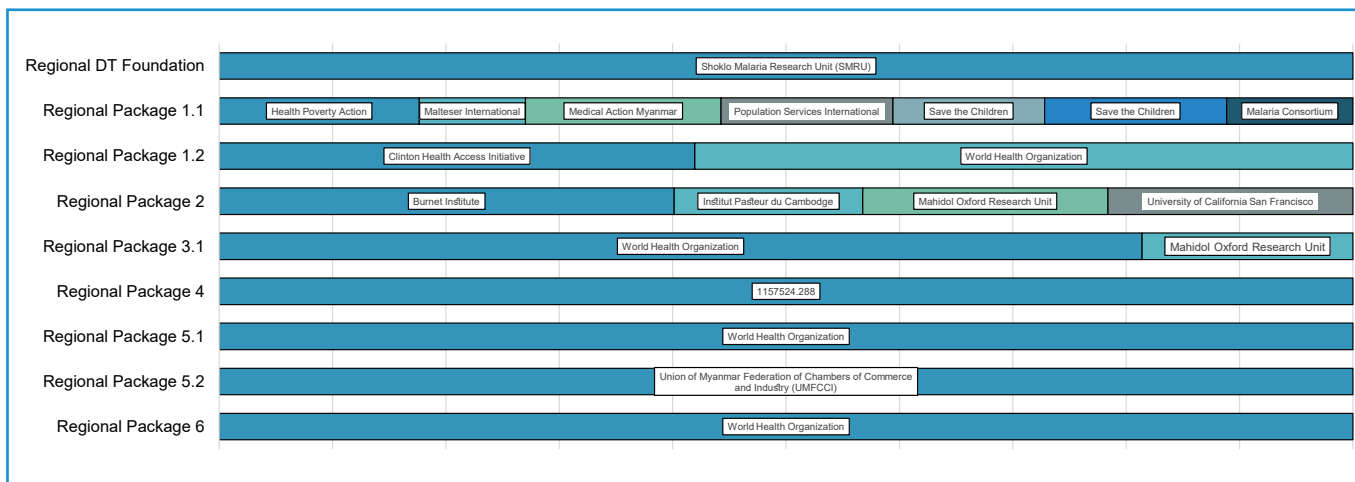 Regional DT Foundation
Shoklo Malaria Research Unit (SMRU)
Regional Package 1.1
Health Poverty Action
Malteser International
Medical Action Myanmar
Population Services International
Save the Children
Save the Children
Malaria Consortium
Regional Package 1.2
Clinton Health Access Initiative
World Health Organization
Regional Package 2
Burnet Institute
Institut Pasteur du Cambodge
Mahidol Oxford Research Unit
University of California San Francisco
Regional Package 3.1
World Health Organization
Mahidol Oxford Research Unit
Regional Package 4
1157524.288
Regional Package 5.1
World Health Organization
Regional Package 5.2
Union of Myanmar Federation of Chambers of Commerce
and Industry (UMFCCI)
Regional Package 6
World Health Organization